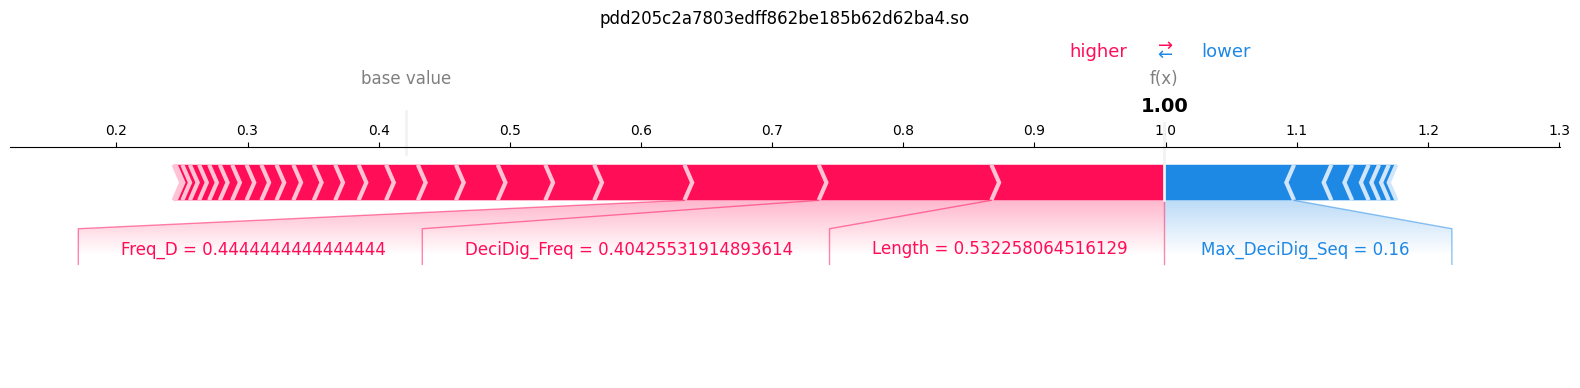 pdd205c2a7803edff862be185b62d62ba4.so
higher ⇄ lower
base value f(x)
1.00
0.2 0.3 0.4 0.5 0.6 0.7 0.8 0.9 1.0 1.1 1.2 1.3
Freq_D = 0.4444444444444444 DeciDig_Freq = 0.40425531914893614 Length = 0.532258064516129 Max_DeciDig_Seq = 0.16